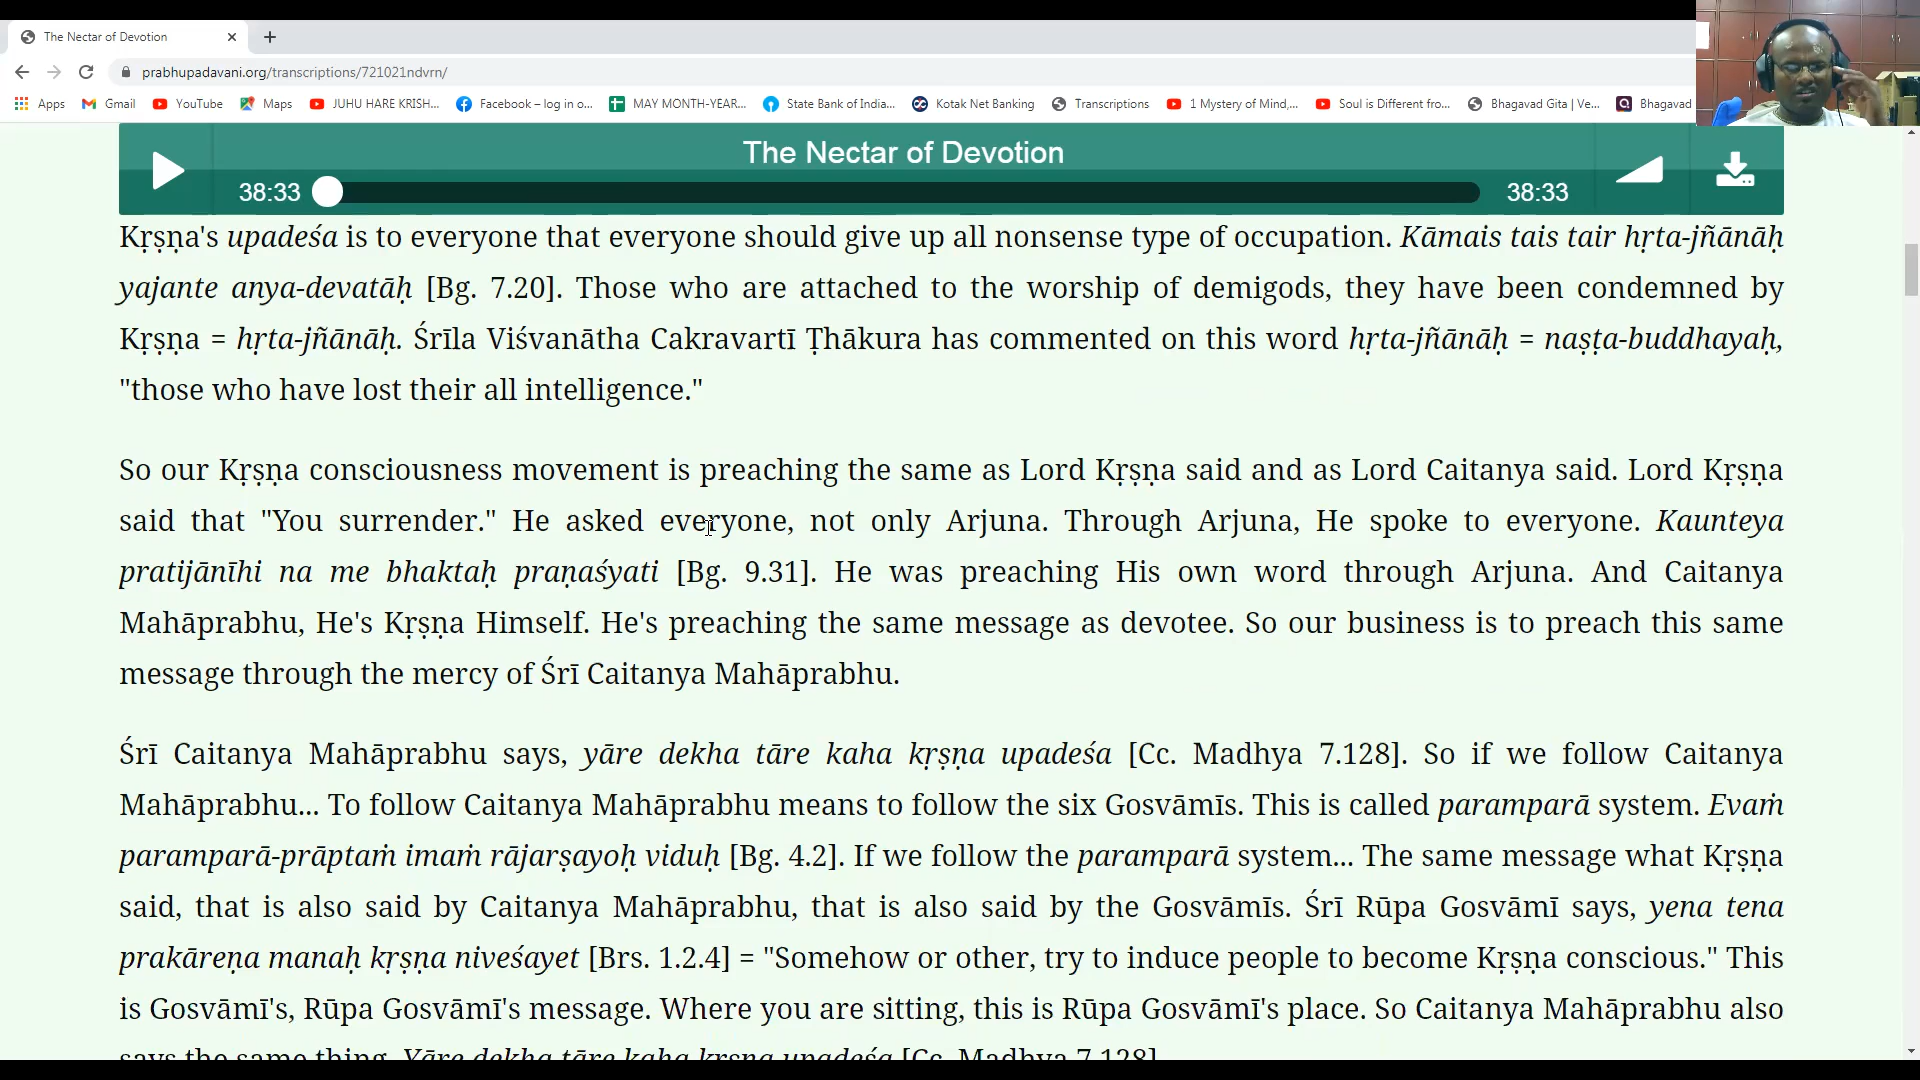 The Nectar of Devotion
prabhupadavani.org/transcriptions/721021ndvrn/
Apps Gmail YouTube Maps JUHU HARE KRISH... Facebook – log in o... MAY MONTH-YEAR... State Bank of Indi... Kotak Net Banking Transcriptions 1 Mystery of Mind,... Soul is Different fro... Bhagavad Gita | Ve... Bhagavad
The Nectar of Devotion
38:33 38:33
Kṛṣṇa's upadeśa is to everyone that everyone should give up all nonsense type of occupation. Kāmais tais tair hṛta-jñānāḥ
yajante anya-devatāḥ [Bg. 7.20]. Those who are attached to the worship of demigods, they have been condemned by
Kṛṣṇa = hṛta-jñānāḥ. Śrīla Viśvanātha Cakravartī Ṭhākura has commented on this word hṛta-jñānāḥ = naṣṭa-buddhayaḥ,
"those who have lost their all intelligence."
So our Kṛṣṇa consciousness movement is preaching the same as Lord Kṛṣṇa said and as Lord Caitanya said. Lord Kṛṣṇa
said that "You surrender." He asked everyone, not only Arjuna. Through Arjuna, He spoke to everyone. Kaunteya
pratijānīhi na me bhaktaḥ praṇaśyati [Bg. 9.31]. He was preaching His own word through Arjuna. And Caitanya
Mahāprabhu, He's Kṛṣṇa Himself. He's preaching the same message as devotee. So our business is to preach this same
message through the mercy of Śrī Caitanya Mahāprabhu.
Śrī Caitanya Mahāprabhu says, yāre dekha tāre kaha kṛṣṇa upadeśa [Cc. Madhya 7.128]. So if we follow Caitanya
Mahāprabhu... To follow Caitanya Mahāprabhu means to follow the six Gosvāmīs. This is called paramparā system. Evaṁ
paramparā-prāptaṁ imaṁ rājarṣayoḥ viduḥ [Bg. 4.2]. If we follow the paramparā system... The same message what Kṛṣṇa
said, that is also said by Caitanya Mahāprabhu, that is also said by the Gosvāmīs. Śrī Rūpa Gosvāmī says, yena tena
prakāreṇa manaḥ kṛṣṇa niveśayet [Brs. 1.2.4] = "Somehow or other, try to induce people to become Kṛṣṇa conscious." This
is Gosvāmī's, Rūpa Gosvāmī's message. Where you are sitting, this is Rūpa Gosvāmī's place. So Caitanya Mahāprabhu also
says the same thing. Yāre dekha tāre kaha kṛṣṇa upadeśa [Cc. Madhya 7.128].